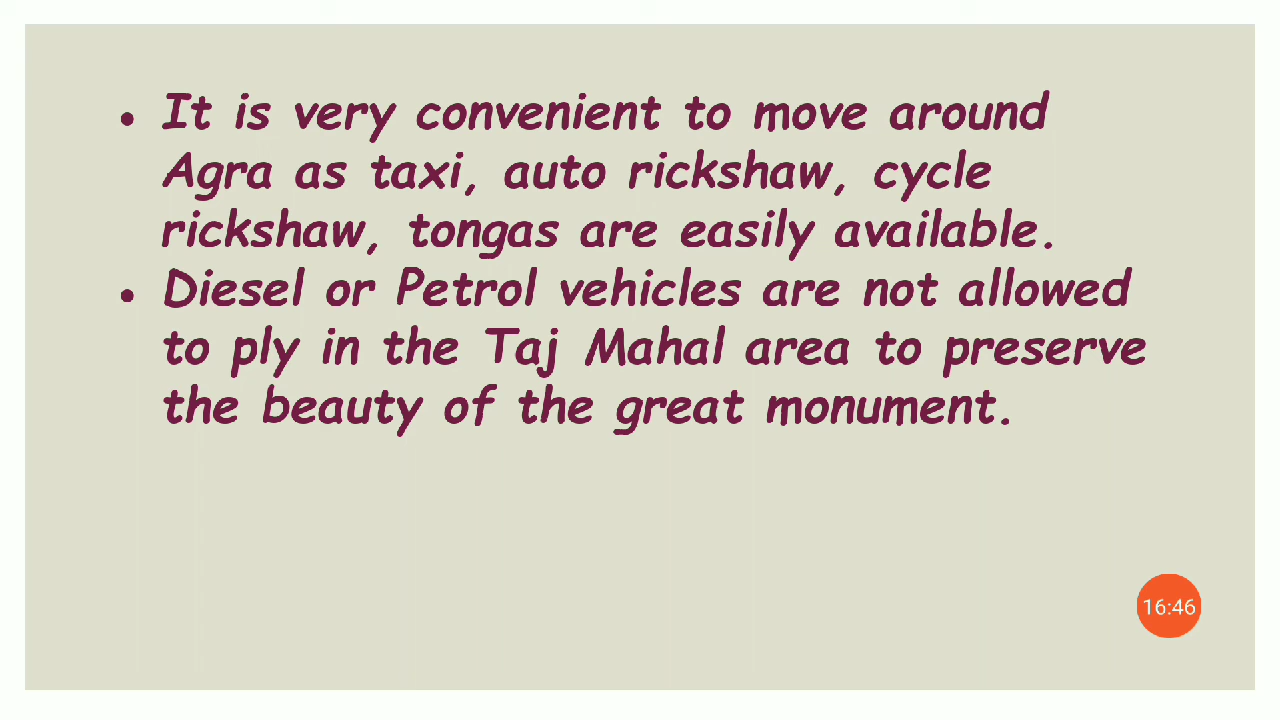 • It is very convenient to move around
Agra as taxi, auto rickshaw, cycle
rickshaw, tongas are easily available.
• Diesel or Petrol vehicles are not allowed
to ply in the Taj Mahal area to preserve
the beauty of the great monument.
16:46